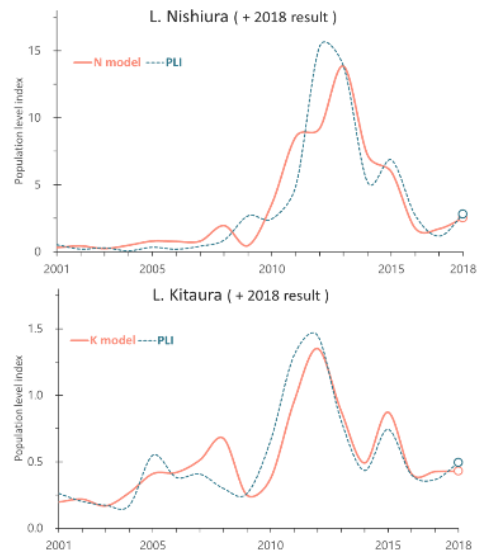 L. Nishiura ( + 2018 result )
N model PLI
Population level index
15
10
5
0
2001 2005 2010 2015 2018
L. Kitaura ( + 2018 result )
K model PLI
Population level index
1.5
1.0
0.5
0.0
2001 2005 2010 2015 2018